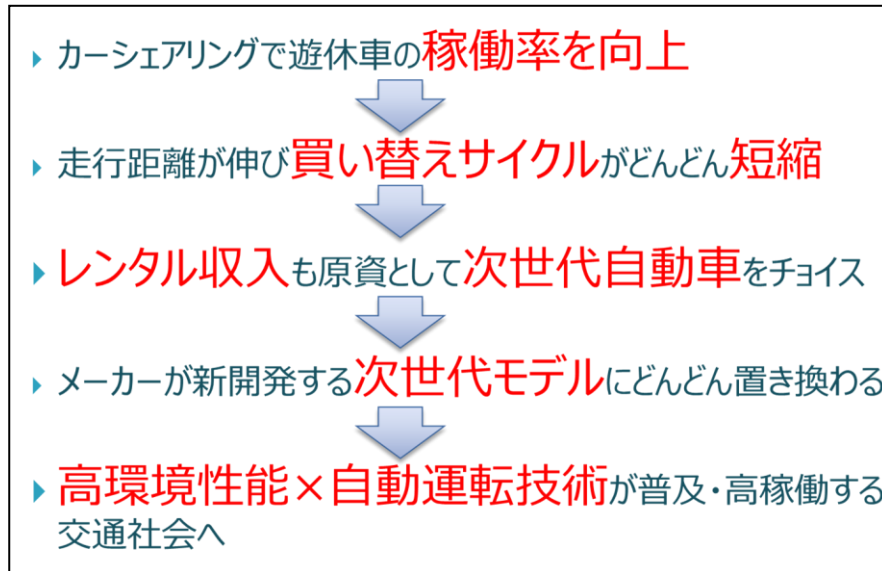 カーシェアリングで遊休車の稼働率を向上
走行距離が伸び買い替えサイクルがどんどん短縮
レンタル収入も原資として次世代自動車をチョイス
メーカーが新開発する次世代モデルにどんどん置き換わる
高環境性能×自動運転技術が普及・高稼働する
交通社会へ